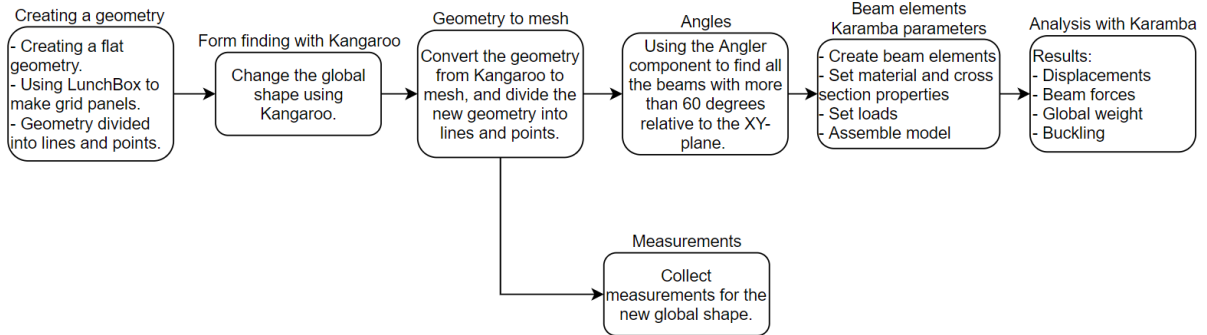 Creating a geometry
- Creating a flat
geometry.
- Using LunchBox to
make grid panels.
- Geometry divided
into lines and points.
Form finding with Kangaroo
Change the global
shape using
Kangaroo.
Geometry to mesh
Convert the geometry
from Kangaroo to
mesh, and divide the
new geometry into
lines and points.
Angles
Using the Angler
component to find all
the beams with more
than 60 degrees
relative to the XY-
plane.
Beam elements
Karamba parameters
- Create beam elements
- Set material and cross
section properties
- Set loads
- Assemble model
Analysis with Karamba
Results:
- Displacements
- Beam forces
- Global weight
- Buckling
Measurements
Collect
measurements for the
new global shape.